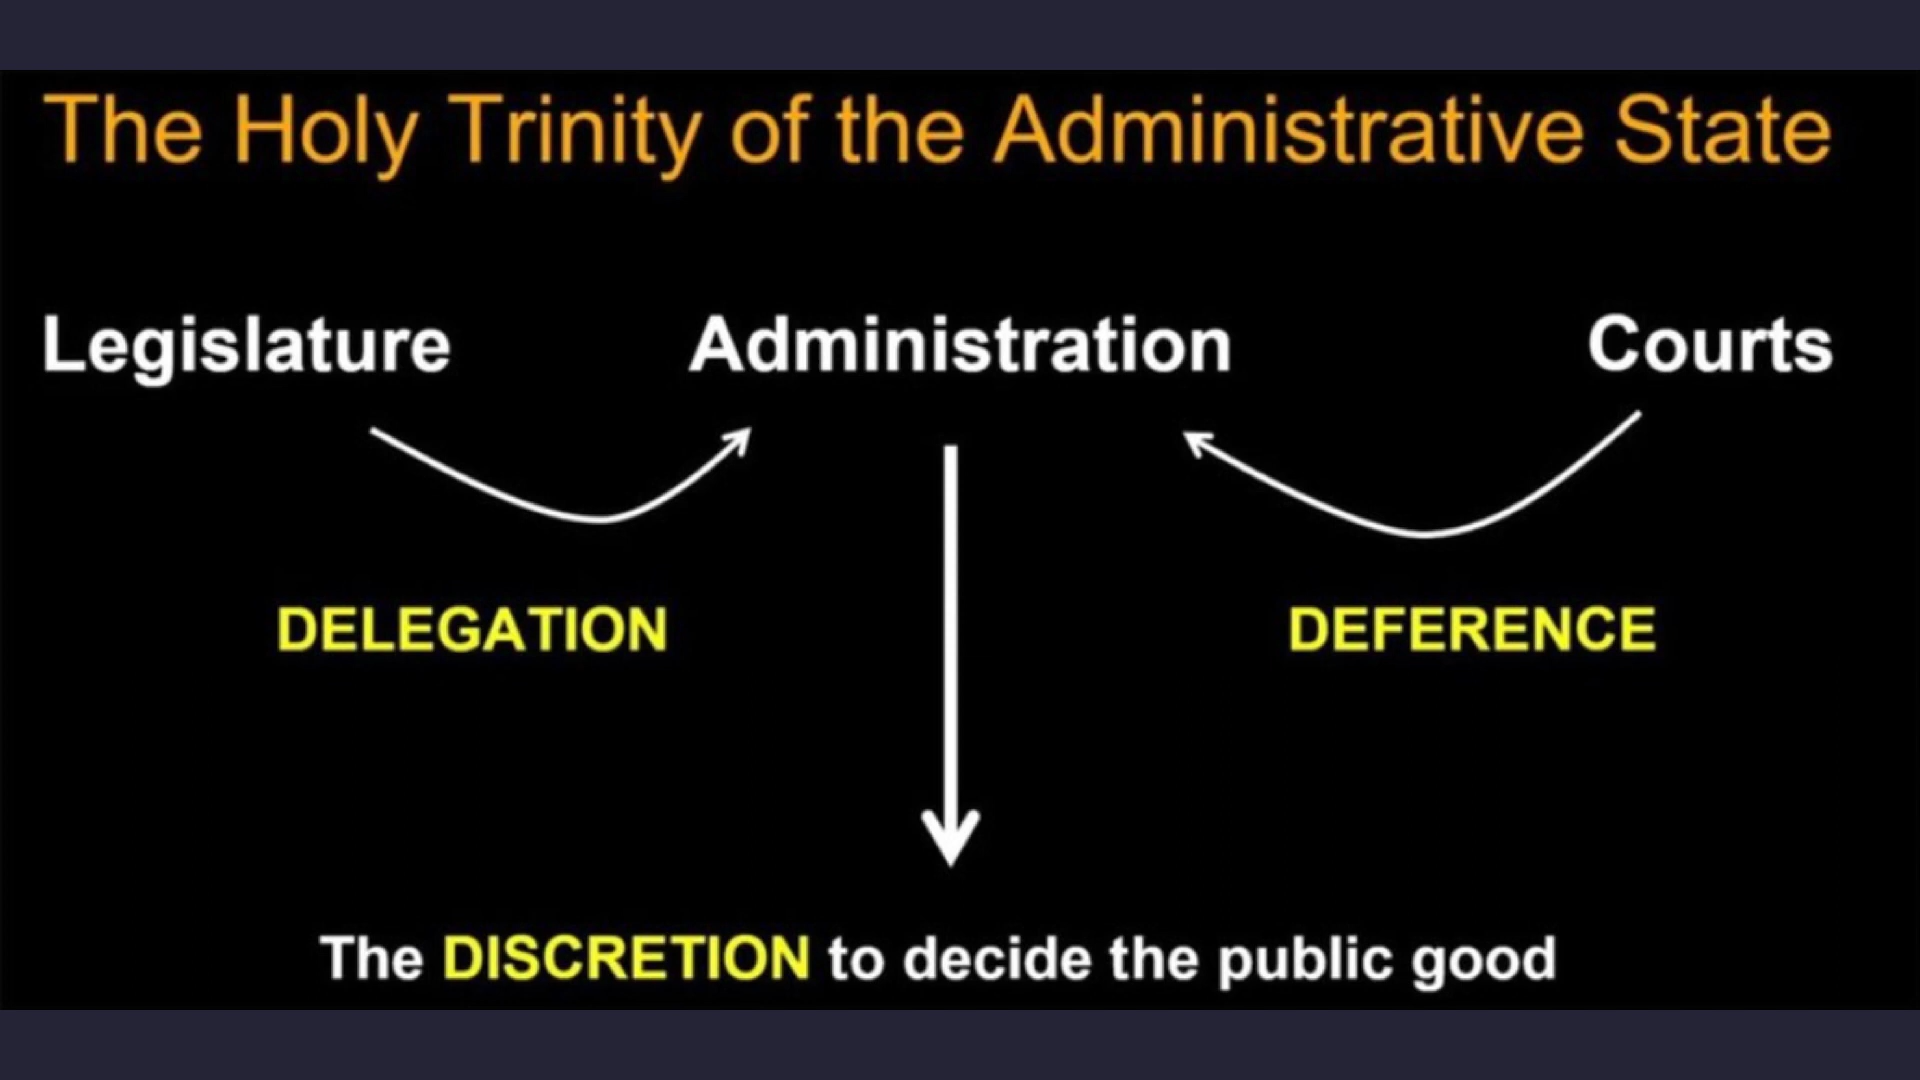 The Holy Trinity of the Administrative State
Legislature Administration Courts
DELEGATION DEFERENCE
The DISCRETION to decide the public good